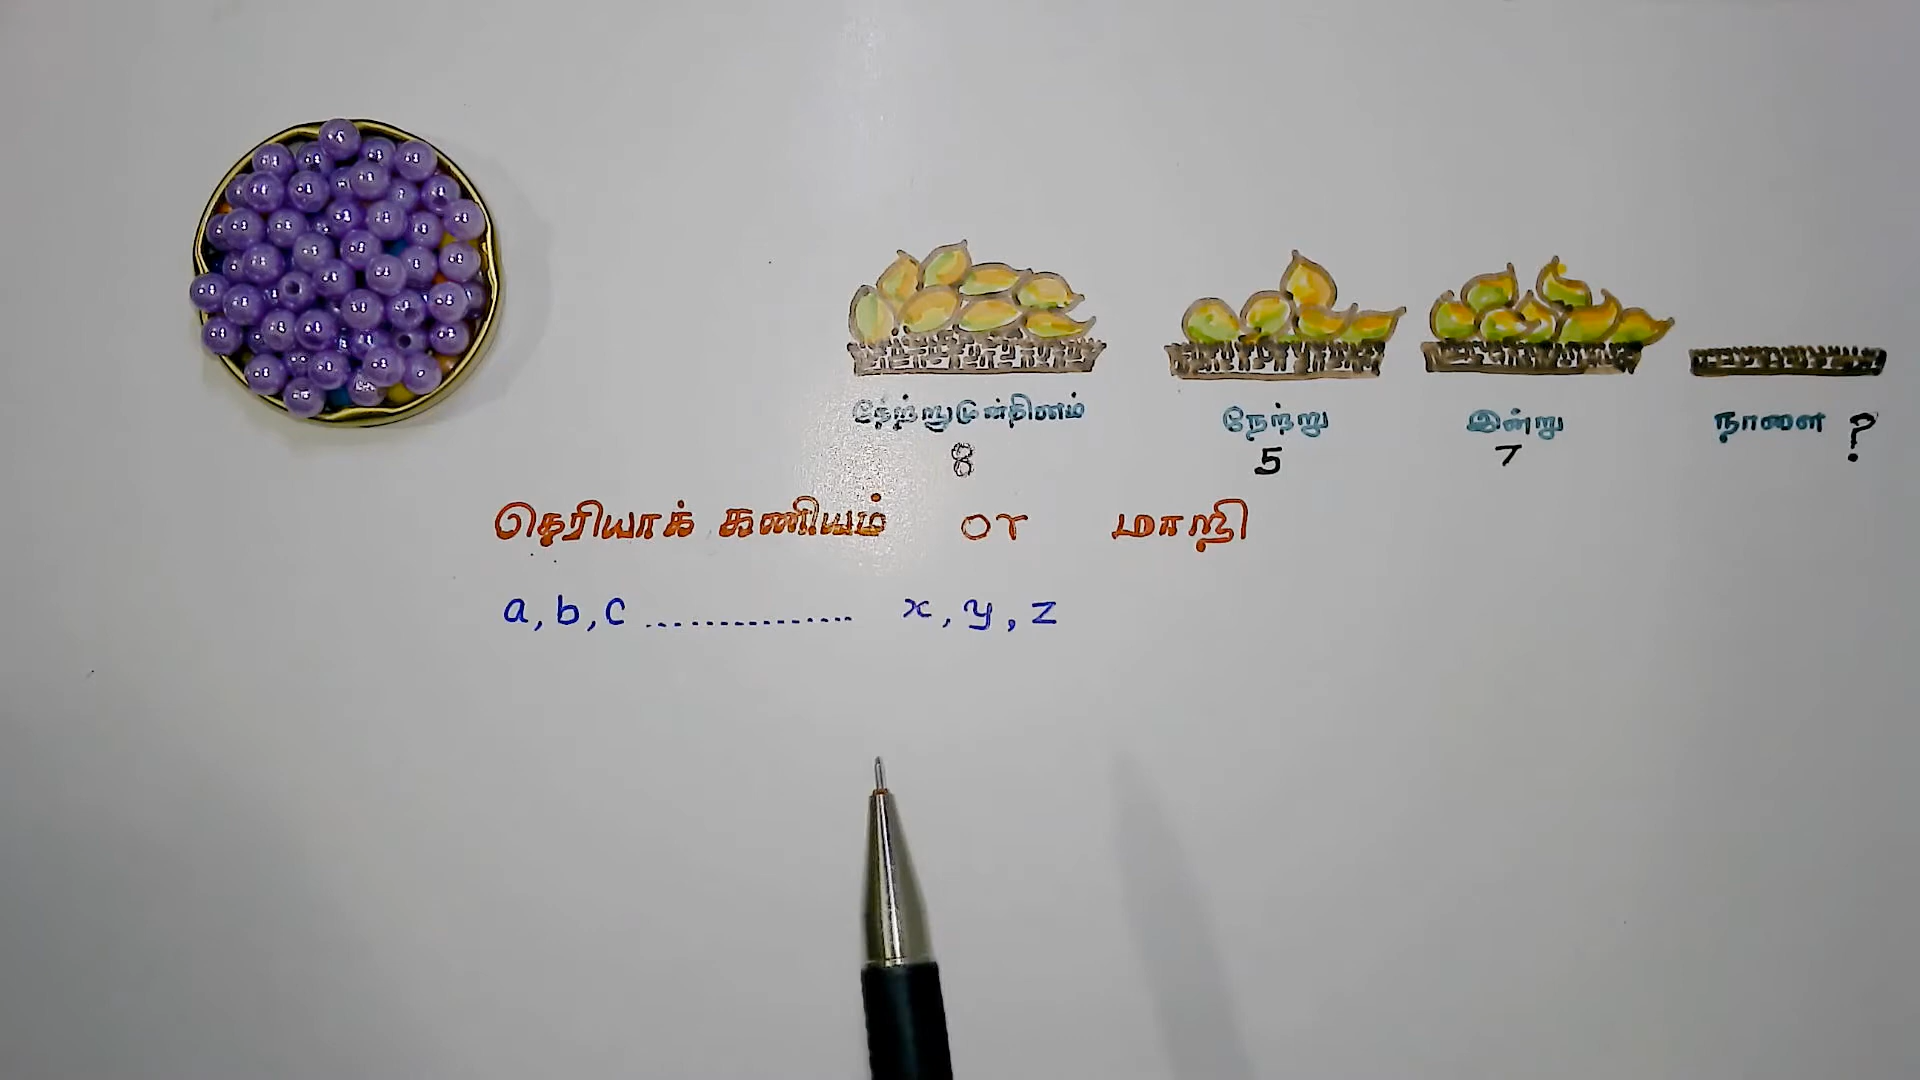 நேற்றுமுன்தினம் நேற்று இன்று நாளை ?
8 5 7
தெரியாக் கணியம் or மாறி
a, b, c .............. x, y, z